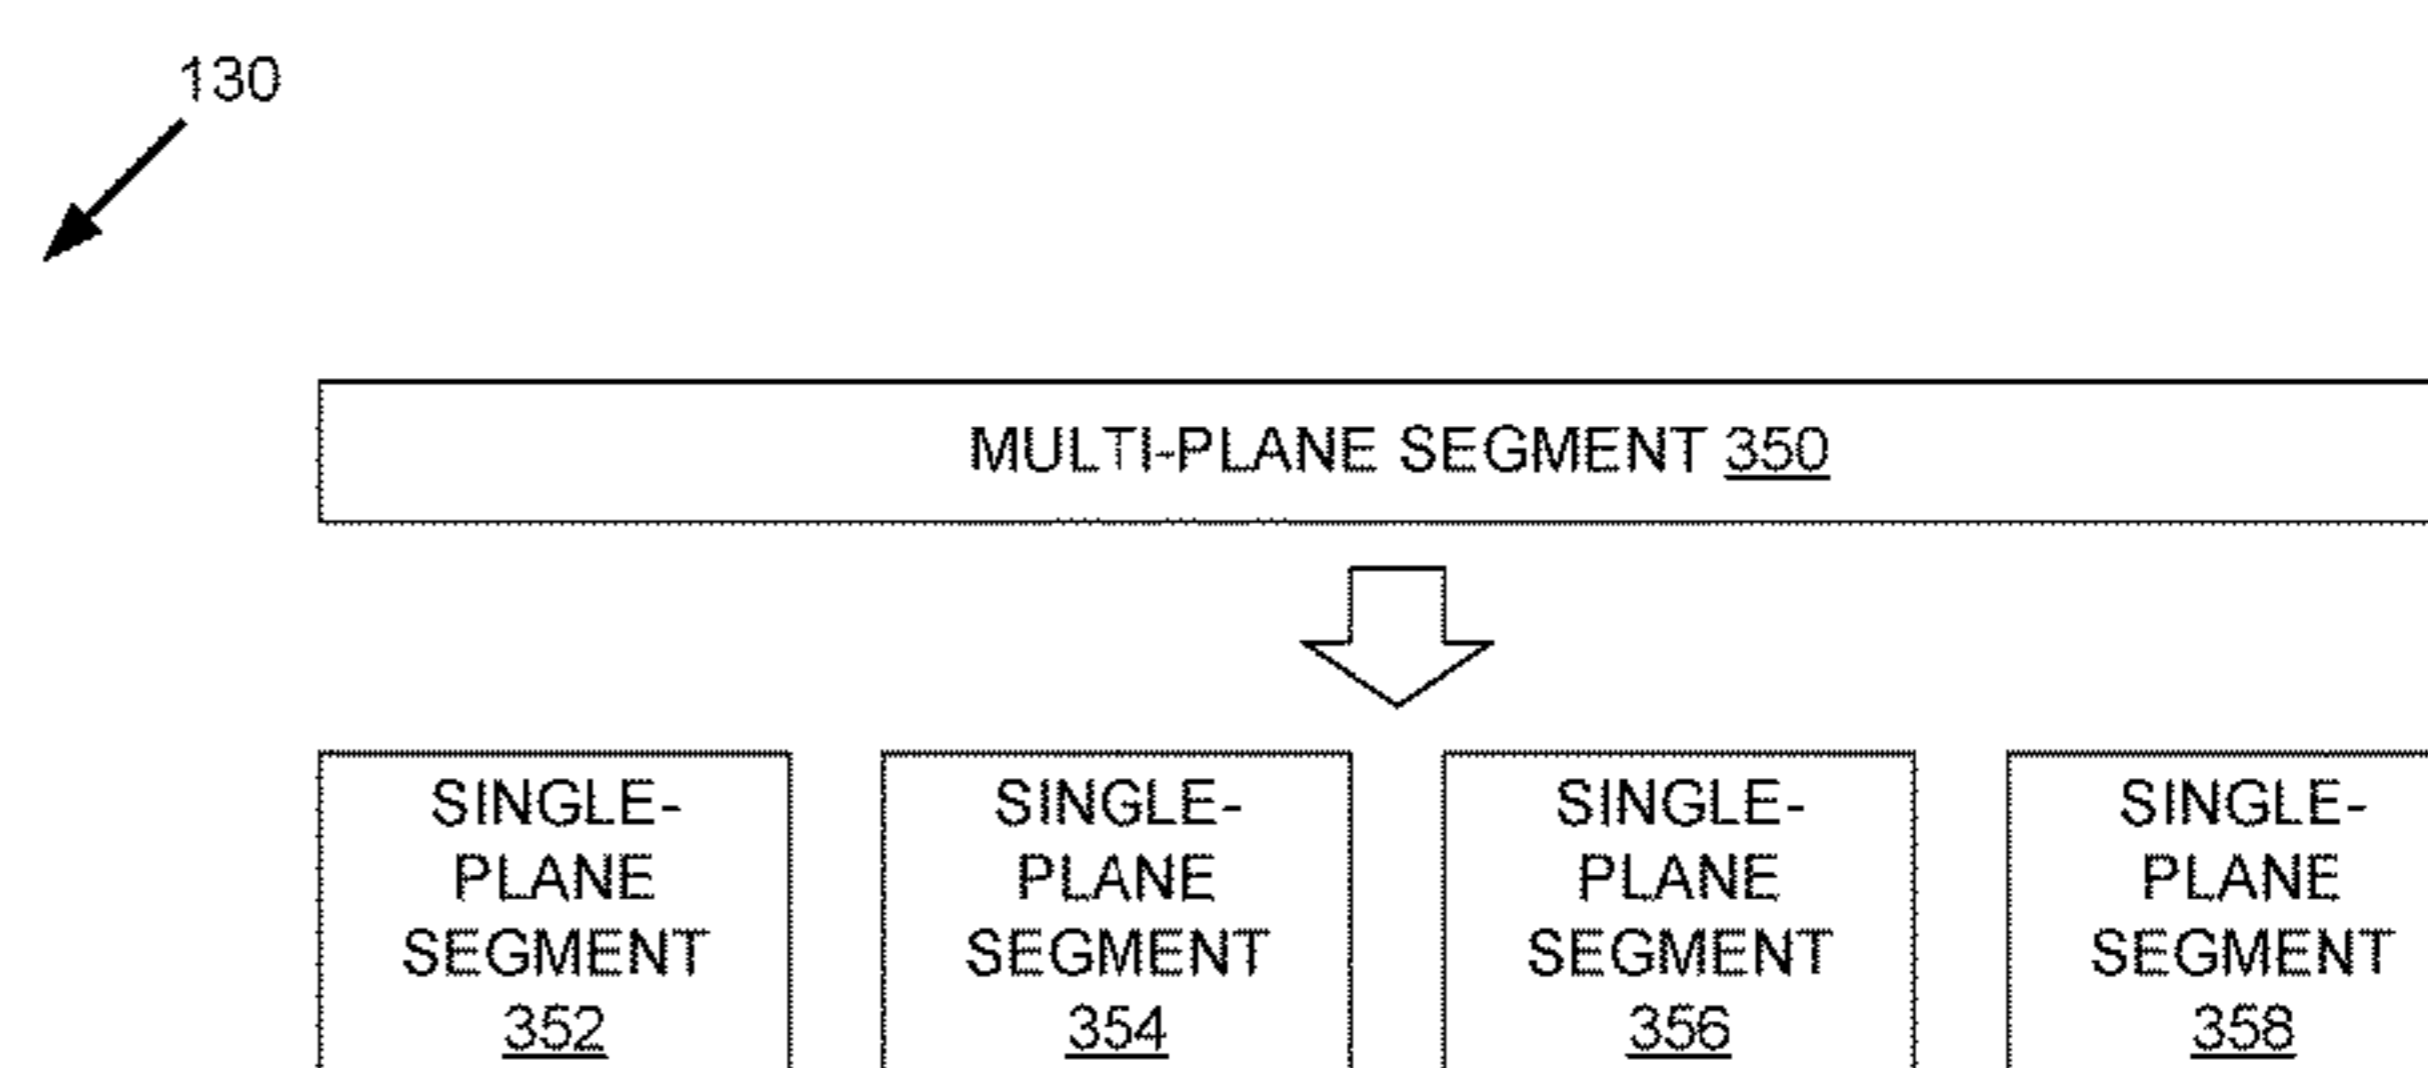 130
MULTI-PLANE SEGMENT 350
SINGLE-
PLANE
SEGMENT
352
SINGLE-
PLANE
SEGMENT
354
SINGLE-
PLANE
SEGMENT
356
SINGLE-
PLANE
SEGMENT
358